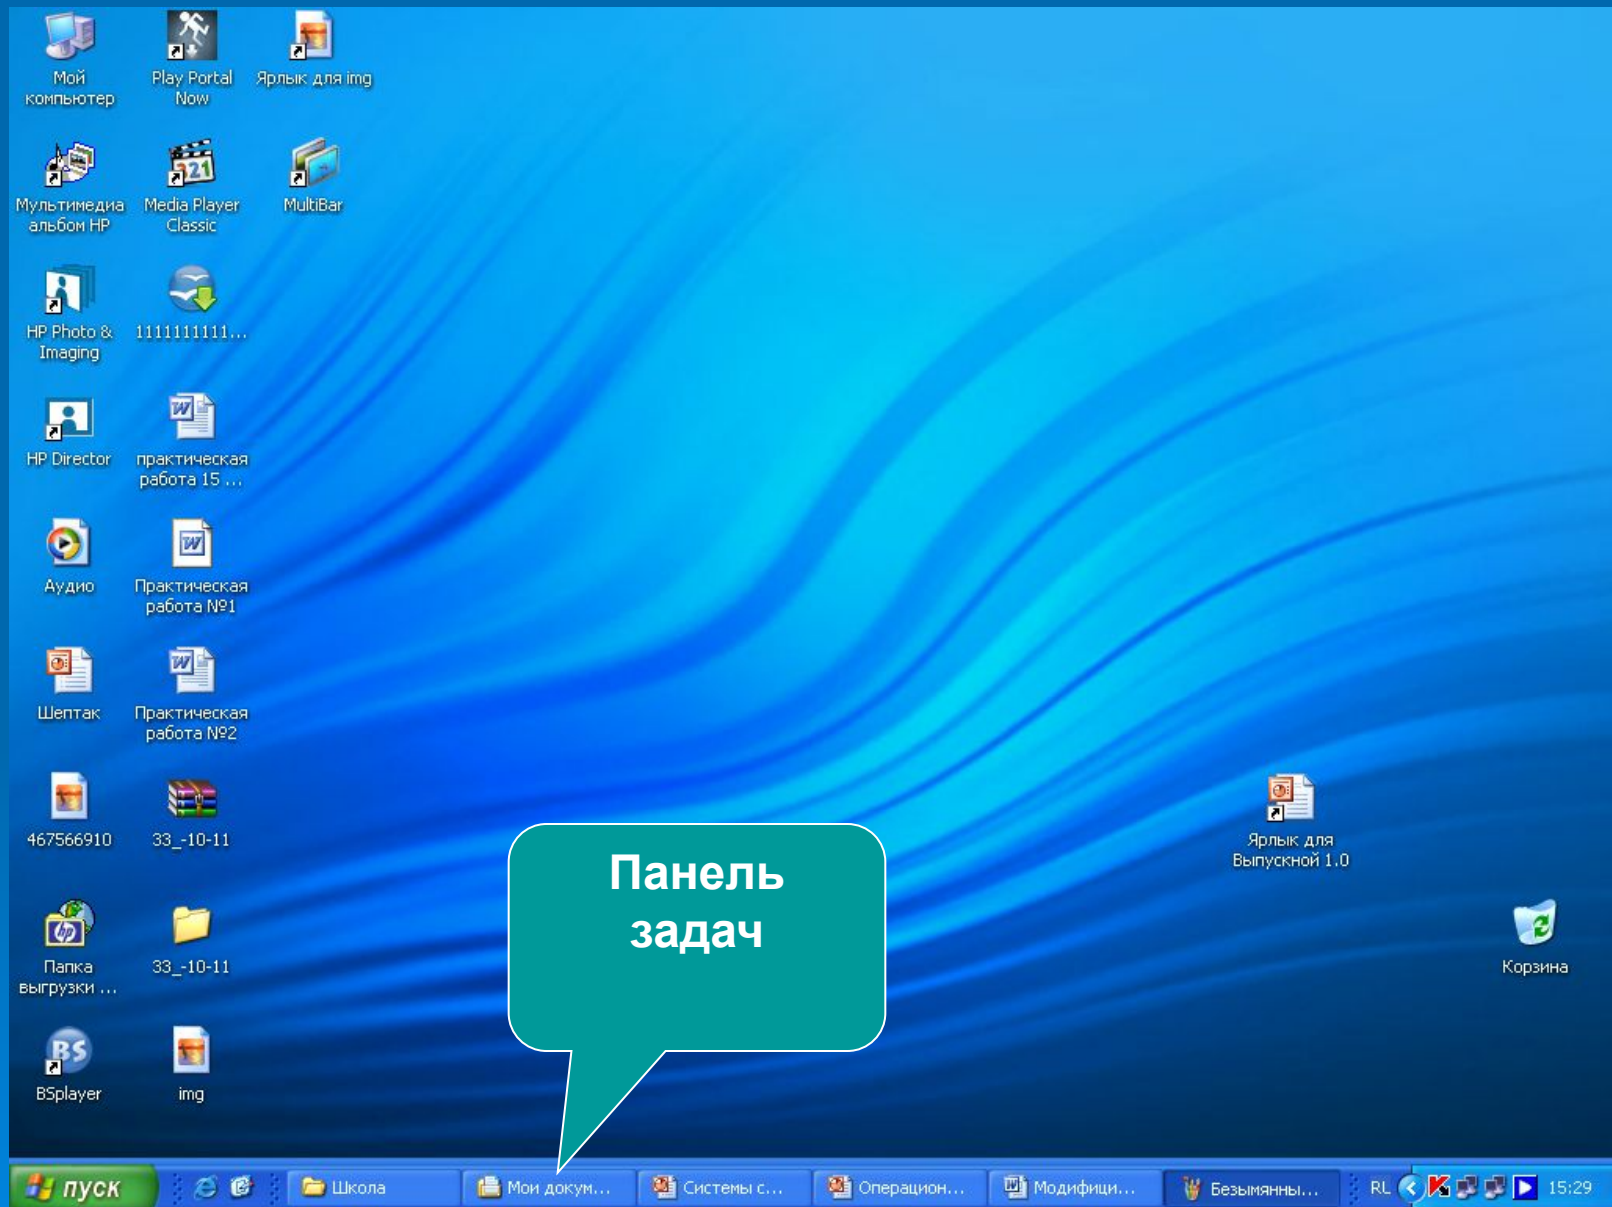 Мой
компьютер
Play Portal
Now
Ярлык для img
Мультимедиа
альбом HP
Media Player
Classic
MultiBar
HP Photo &
Imaging
1111111111...
HP Director
практическая
работа 15 ...
Аудио
Практическая
работа №1
Шептак
Практическая
работа №2
467566910
33_-10-11
Ярлык для
Выпускной 1.0
Панель
задач
Папка
выгрузки ...
33_-10-11
Корзина
BS
BSplayer
img
пуск
Школа
Мои докум...
Системы с...
Операцион...
Модифици...
Безымянны...
RL
15:29